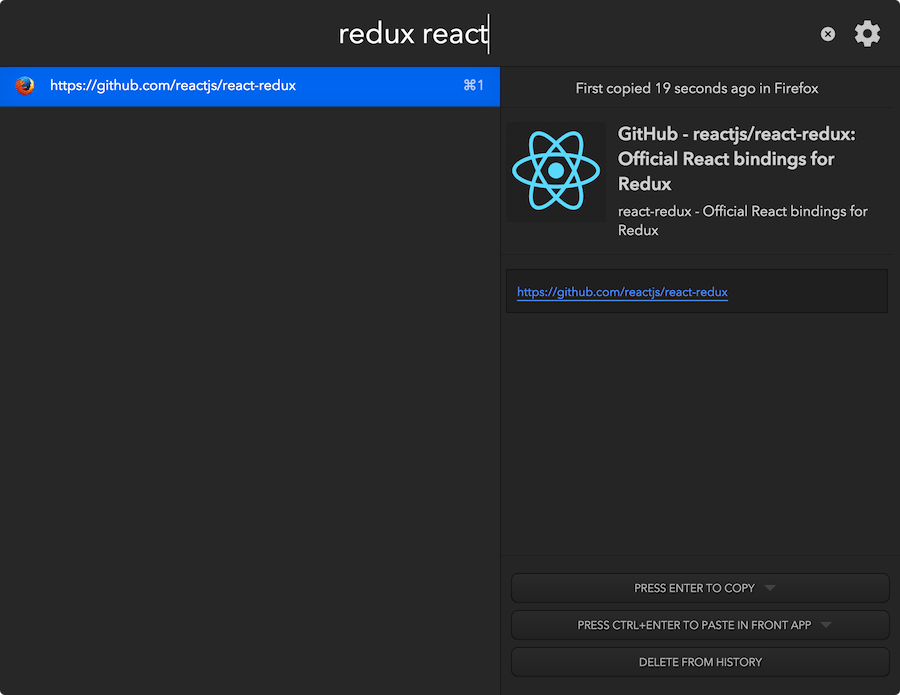 redux react
https://github.com/reactjs/react-redux ⌘1
First copied 19 seconds ago in Firefox
GitHub - reactjs/react-redux:
Official React bindings for
Redux
react-redux - Official React bindings for
Redux
https://github.com/reactjs/react-redux
PRESS ENTER TO COPY
PRESS CTRL+ENTER TO PASTE IN FRONT APP
DELETE FROM HISTORY